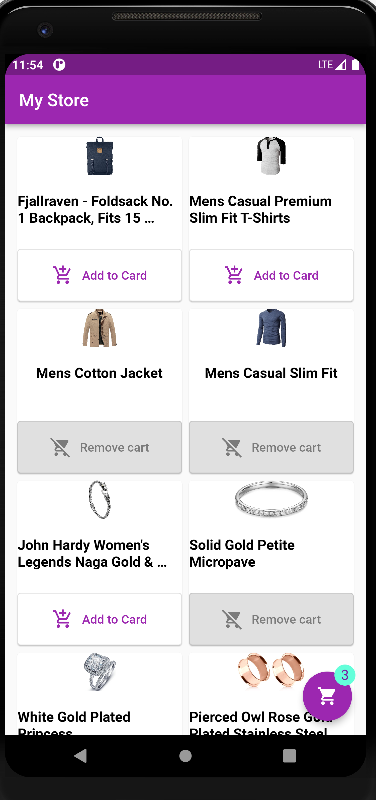 11:54 LTE
My Store
Fjallraven - Foldsack No.
1 Backpack, Fits 15 ...
Mens Casual Premium
Slim Fit T-Shirts
Add to Card
Add to Card
Mens Cotton Jacket
Mens Casual Slim Fit
Remove cart
Remove cart
John Hardy Women's
Legends Naga Gold & ...
Solid Gold Petite
Micropave
Add to Card
Remove cart
3
White Gold Plated
Princess
Pierced Owl Rose Gold
Plated Stainless Steel